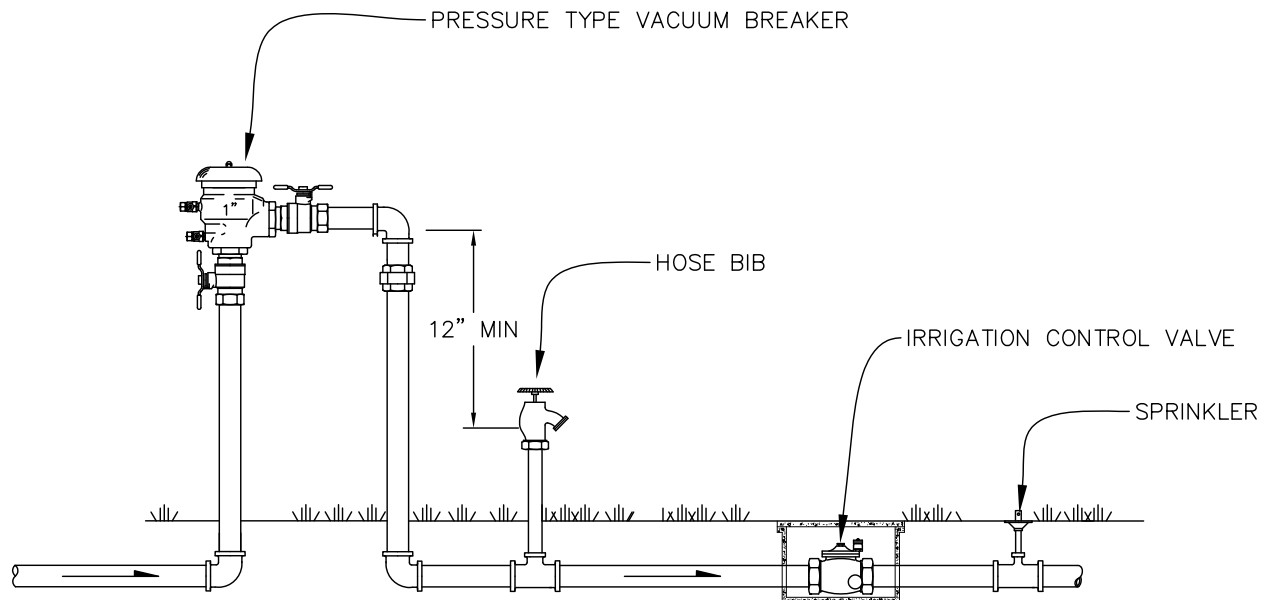 PRESSURE TYPE VACUUM BREAKER
1"
HOSE BIB
12" MIN
IRRIGATION CONTROL VALVE
SPRINKLER